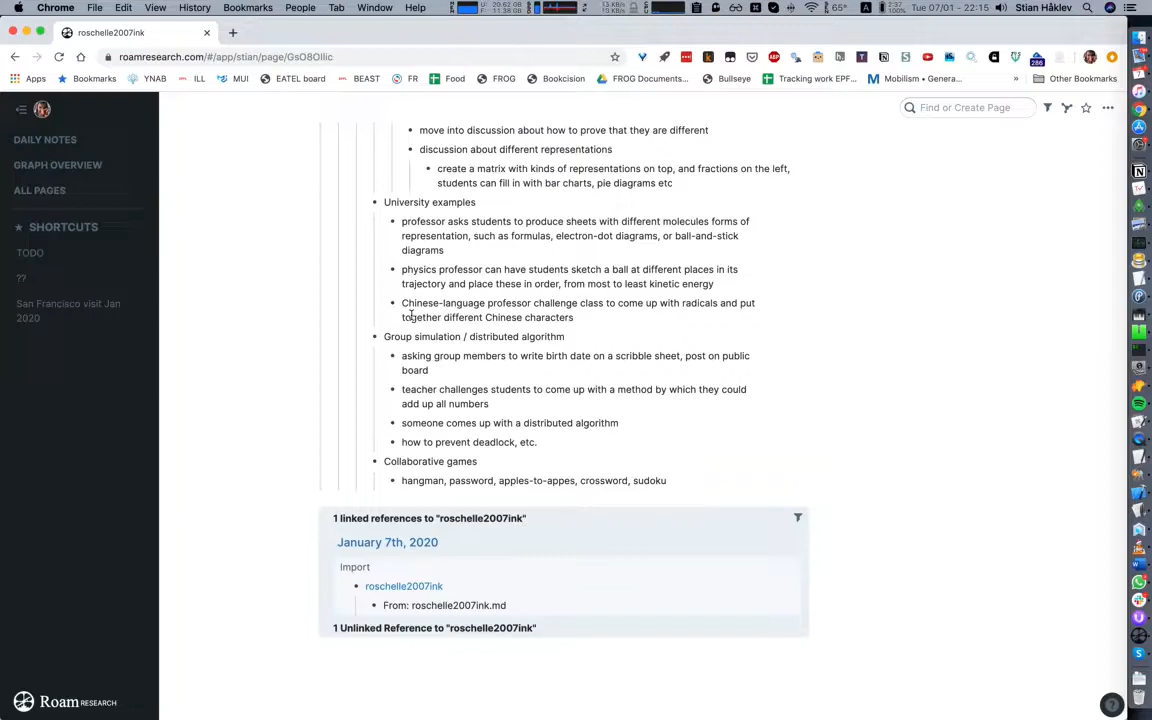 Chrome File Edit View History Bookmarks People Tab Window Help
65° Tue 07/01 22:15 Stian Håklev
roschelle2007ink
roamresearch.com/#/app/stian/page/GsO8OIlic
286
Apps Bookmarks YNAB ILL MUI EATEL board BEAST FR Food FROG Bookcision FROG Documen... Bullseye Tracking work EPF... Mobilism • Genera... » Other Bookmarks
Find or Create Page
DAILY NOTES
GRAPH OVERVIEW
ALL PAGES
SHORTCUTS
TODO
??
San Francisco visit Jan
2020
move into discussion about how to prove that they are different
discussion about different representations
create a matrix with kinds of representations on top, and fractions on the left,
students can fill in with bar charts, pie diagrams etc
University examples
professor asks students to produce sheets with different molecules forms of
representation, such as formulas, electron-dot diagrams, or ball-and-stick
diagrams
physics professor can have students sketch a ball at different places in its
trajectory and place these in order, from most to least kinetic energy
Chinese-language professor challenge class to come up with radicals and put
together different Chinese characters
Group simulation / distributed algorithm
asking group members to write birth date on a scribble sheet, post on public
board
teacher challenges students to come up with a method by which they could
add up all numbers
someone comes up with a distributed algorithm
how to prevent deadlock, etc.
Collaborative games
hangman, password, apples-to-appes, crossword, sudoku
1 linked references to "roschelle2007ink"
January 7th, 2020
Import
roschelle2007ink
From: roschelle2007ink.md
1 Unlinked Reference to "roschelle2007ink"
Roam RESEARCH
?